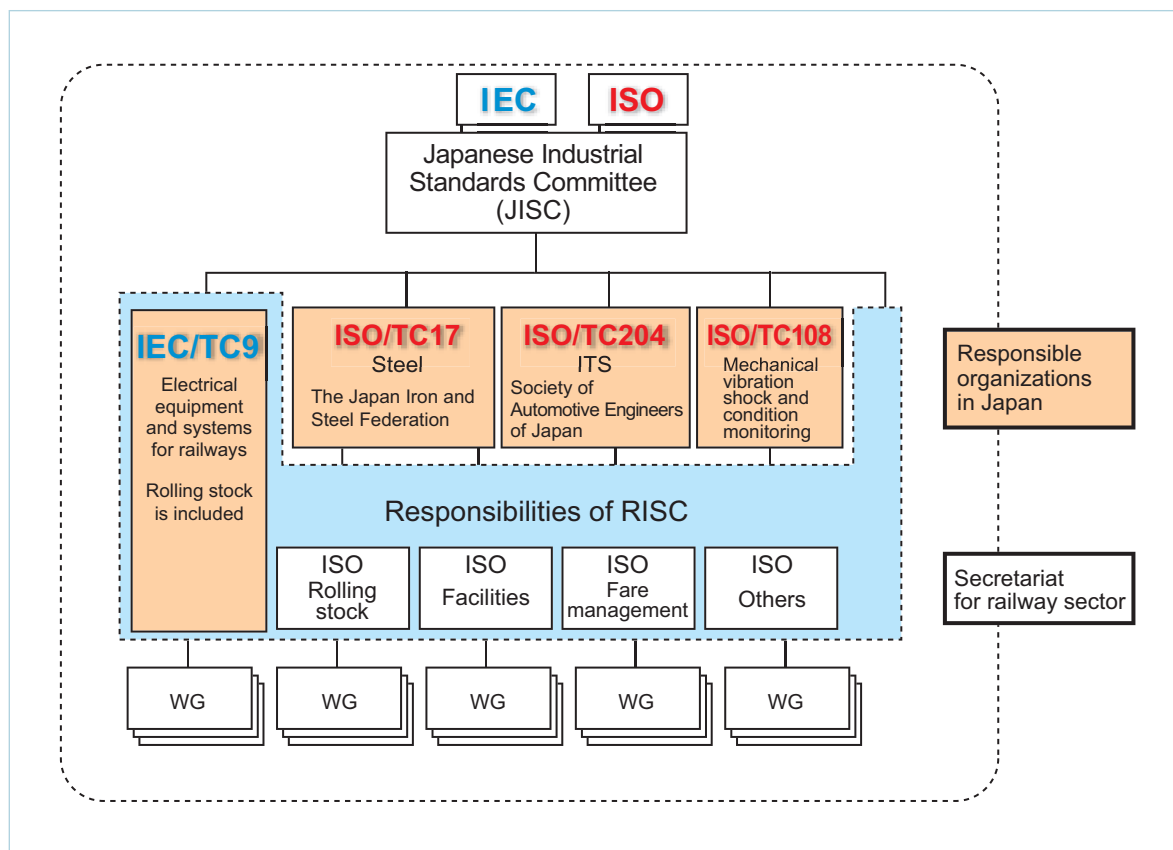 IEC
ISO
Japanese Industrial
Standards Committee
(JISC)
IEC/TC9
Electrical
equipment
and systems
for railways
Rolling stock
is included
ISO/TC17
Steel
The Japan Iron and
Steel Federation
ISO/TC204
ITS
Society of
Automotive Engineers
of Japan
ISO/TC108
Mechanical
vibration
shock and
condition
monitoring
Responsible
organizations
in Japan
Responsibilities of RISC
ISO
Rolling
stock
ISO
Facilities
ISO
Fare
management
ISO
Others
Secretariat
for railway sector
WG
WG
WG
WG
WG